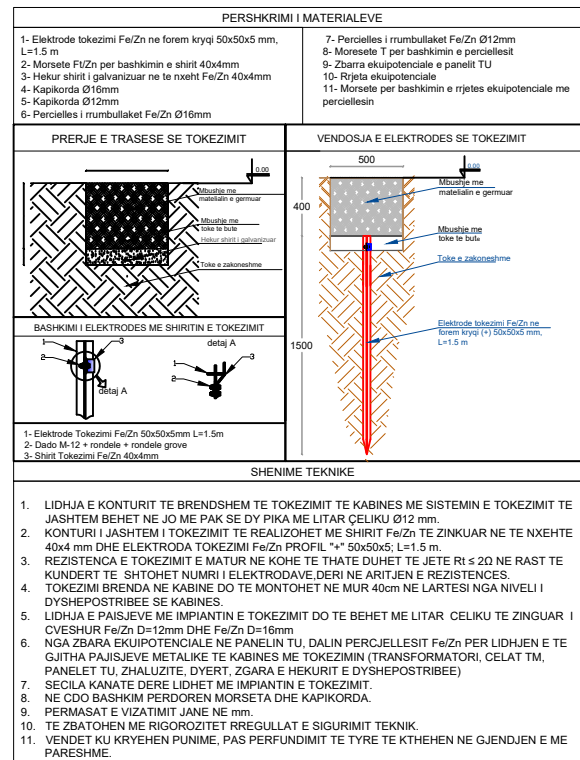 PERSHKRIMI I MATERIALEVE
1- Elektrode tokezimi Fe/Zn ne forem kryqi 50x50x5 mm,
L=1.5 m
2- Morsete Ft/Zn per bashkimin e shirit 40x4mm
3- Hekur shirit i galvanizuar ne te nxeht Fe/Zn 40x4mm
4- Kapikorda Ø16mm
5- Kapikorda Ø12mm
6- Percielles i rrumbullaket Fe/Zn Ø16mm
7- Percielles i rrumbullaket Fe/Zn Ø12mm
8- Moresete T per bashkimin e perciellesit
9- Zbarra ekuipotenciale e panelit TU
10- Rrjeta ekuipotenciale
11- Morsete per bashkimin e rrjetes ekuipotenciale me
perciellesin
PRERJE E TRASESE SE TOKEZIMIT
0.00
Mbushje me
matelialin e germuar
Mbushje me
toke te bute
Hekur shirit i galvanizuar
Toke e zakoneshme
VENDOSJA E ELEKTRODES SE TOKEZIMIT
500
0.00
400
Mbushje me
matelialin e germuar
Mbushje me
toke te bute
Toke e zakoneshme
Elektrode tokezimi Fe/Zn ne
forem kryqi (+) 50x50x5 mm,
L=1.5 m
1500
BASHKIMI I ELEKTRODES ME SHIRITIN E TOKEZIMIT
1
2
3
detaj A
detaj A
1
3
2
1- Elektrode Tokezimi Fe/Zn 50x50x5mm L=1.5m
2- Dado M-12 + rondele + rondele grove
3- Shirit Tokezimi Fe/Zn 40x4mm
SHENIME TEKNIKE
1. LIDHJA E KONTURIT TE BRENDSHEM TE TOKEZIMIT TE KABINES ME SISTEMIN E TOKEZIMIT TE
JASHTEM BEHET NE JO ME PAK SE DY PIKA ME LITAR ÇELIKU Ø12 mm.
2. KONTURI I JASHTEM I TOKEZIMIT TE REALIZOHET ME SHIRIT Fe/Zn TE ZINKUAR NE TE NXEHTE
40x4 mm DHE ELEKTRODA TOKEZIMI Fe/Zn PROFIL "+" 50x50x5; L=1.5 m.
3. REZISTENCA E TOKEZIMIT E MATUR NE KOHE TE THATE DUHET TE JETE Rt ≤ 2Ω NE RAST TE
KUNDERT TE SHTOHET NUMRI I ELEKTRODAVE,DERI NE ARITJEN E REZISTENCES.
4. TOKEZIMI BRENDA NE KABINE DO TE MONTOHET NE MUR 40cm NE LARTESI NGA NIVELI I
DYSHEPOSTRIBEE SE KABINES.
5. LIDHJA E PAISJEVE ME IMPIANTIN E TOKEZIMIT DO TE BEHET ME LITAR CELIKU TE ZINGUAR I
CVESHUR Fe/Zn D=12mm DHE Fe/Zn D=16mm
6. NGA ZBARA EKUIPOTENCIALE NE PANELIN TU, DALIN PERCJELLESIT Fe/Zn PER LIDHJEN E TE
GJITHA PAJISJEVE METALIKE TE KABINES ME TOKEZIMIN (TRANSFORMATORI, CELAT TM,
PANELET TU, ZHALUZITE, DYERT, ZGARA E HEKURIT E DYSHEPOSTRIBEE)
7. SECILA KANATE DERE LIDHET ME IMPIANTIN E TOKEZIMIT.
8. NE CDO BASHKIM PERDOREN MORSETA DHE KAPIKORDA.
9. PERMASAT E VIZATIMIT JANE NE mm.
10. TE ZBATOHEN ME RIGOROZITET RREGULLAT E SIGURIMIT TEKNIK.
11. VENDET KU KRYEHEN PUNIME, PAS PERFUNDIMIT TE TYRE TE KTHEHEN NE GJENDJEN E ME
PARESHME.